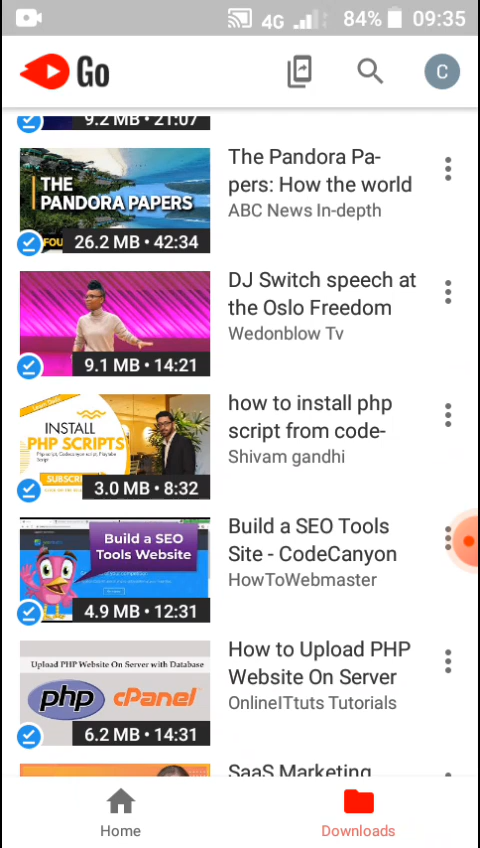 4G 84% 09:35
Go
C
9.2 MB • 21:07
THE
PANDORA PAPERS
FOU
26.2 MB • 42:34
The Pandora Pa-
pers: How the world
ABC News In-depth
9.1 MB • 14:21
DJ Switch speech at
the Oslo Freedom
Wedonblow Tv
INSTALL
PHP SCRIPTS
SUBSCRI
3.0 MB • 8:32
how to install php
script from code-
Shivam gandhi
Build a SEO
Tools Website
4.9 MB • 12:31
Build a SEO Tools
Site - CodeCanyon
HowToWebmaster
Upload PHP Website On Server with Database
php cPanel
6.2 MB • 14:31
How to Upload PHP
Website On Server
OnlineITtuts Tutorials
SaaS Marketing
Home
Downloads